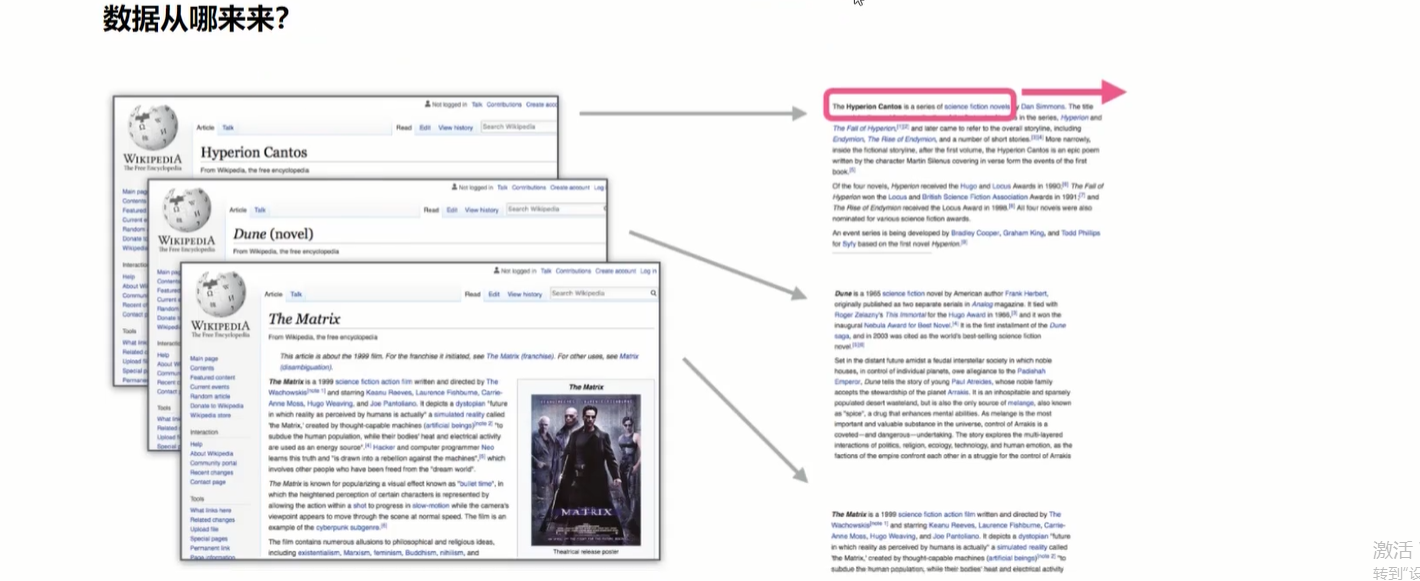 数据从哪来来？
Not logged in Talk Contributions Create acco
Article Talk Read Edit View history Search Wikipedia
WIKIPEDIA
The Free Encyclopedia
Hyperion Cantos
From Wikipedia, the free encyclopedia
Main pag
Contents
Featured
Current e
Random
Donate to
Wikipedia
Interactio
Help
About Wi
Commun
Recent c
Contact p
Tools
What link
Related c
Upload fi
Special p
Permaner
Not logged in Talk Contributions Create account Log
Article Talk Read Edit View history Search Wikipedia
WIKIPEDIA
The Free Encyclopedia
Dune (novel)
From Wikipedia, the free encyclopedia
Main pag
Contents
Featured
Current e
Random
Donate t
Wikipedia
Interactio
Help
About W
Commun
Recent c
Contact
Tools
What link
Related
Upload f
Special p
Not logged in Talk Contributions Create account Log in
Article Talk Read Edit View history Search Wikipedia
WIKIPEDIA
The Free Encyclopedia
The Matrix
From Wikipedia, the free encyclopedia
Main page
Contents
Featured content
Current events
Random article
Donate to Wikipedia
Wikipedia store
Interaction
Help
About Wikipedia
Community portal
Recent changes
Contact page
Tools
What links here
Related changes
Upload file
Special pages
Permanent link
Page information
This article is about the 1999 film. For the franchise it initiated, see The Matrix (franchise). For other uses, see Matrix
(disambiguation).
The Matrix is a 1999 science fiction action film written and directed by The
Wachowskis[note 1] and starring Keanu Reeves, Laurence Fishburne, Carrie-
Anne Moss, Hugo Weaving, and Joe Pantoliano. It depicts a dystopian "future
in which reality as perceived by humans is actually" a simulated reality called
'the Matrix,' created by thought-capable machines (artificial beings)[note 2] "to
subdue the human population, while their bodies' heat and electrical activity
are used as an energy source".[4] Hacker and computer programmer Neo
learns this truth and "is drawn into a rebellion against the machines",[5] which
involves other people who have been freed from the "dream world".
The Matrix is known for popularizing a visual effect known as "bullet time", in
which the heightened perception of certain characters is represented by
allowing the action within a shot to progress in slow-motion while the camera's
viewpoint appears to move through the scene at normal speed. The film is an
example of the cyberpunk subgenre.[6]
The film contains numerous allusions to philosophical and religious ideas,
including existentialism, Marxism, feminism, Buddhism, nihilism, and
The Matrix
MATRIX
Theatrical release poster
The Hyperion Cantos is a series of science fiction novels y Dan Simmons. The title
s in the series, Hyperion and
The Fall of Hyperion,[1][2] and later came to refer to the overall storyline, including
Endymion, The Rise of Endymion, and a number of short stories.[3][4] More narrowly,
inside the fictional storyline, after the first volume, the Hyperion Cantos is an epic poem
written by the character Martin Silenus covering in verse form the events of the first
book.[5]
Of the four novels, Hyperion received the Hugo and Locus Awards in 1990;[6] The Fall of
Hyperion won the Locus and British Science Fiction Association Awards in 1991;[7] and
The Rise of Endymion received the Locus Award in 1998.[8] All four novels were also
nominated for various science fiction awards.
An event series is being developed by Bradley Cooper, Graham King, and Todd Phillips
for Syfy based on the first novel Hyperion.[9]
Dune is a 1965 science fiction novel by American author Frank Herbert,
originally published as two separate serials in Analog magazine. It tied with
Roger Zelazny's This Immortal for the Hugo Award in 1966,[3] and it won the
inaugural Nebula Award for Best Novel.[4] It is the first installment of the Dune
saga, and in 2003 was cited as the world's best-selling science fiction
novel.[5][6]
Set in the distant future amidst a feudal interstellar society in which noble
houses, in control of individual planets, owe allegiance to the Padishah
Emperor, Dune tells the story of young Paul Atreides, whose noble family
accepts the stewardship of the planet Arrakis. It is an inhospitable and sparsely
populated desert wasteland, but is also the only source of melange, also known
as "spice", a drug that enhances mental abilities. As melange is the most
important and valuable substance in the universe, control of Arrakis is a
coveted—and dangerous—undertaking. The story explores the multi-layered
interactions of politics, religion, ecology, technology, and human emotion, as the
factions of the empire confront each other in a struggle for the control of Arrakis
The Matrix is a 1999 science fiction action film written and directed by The
Wachowskis[note 1] and starring Keanu Reeves, Laurence Fishburne, Carrie-
Anne Moss, Hugo Weaving, and Joe Pantoliano. It depicts a dystopian "future
in which reality as perceived by humans is actually" a simulated reality called
'the Matrix,' created by thought-capable machines (artificial beings)[note 2] "to
subdue the human population, while their bodies' heat and electrical activity
激活
转到"设